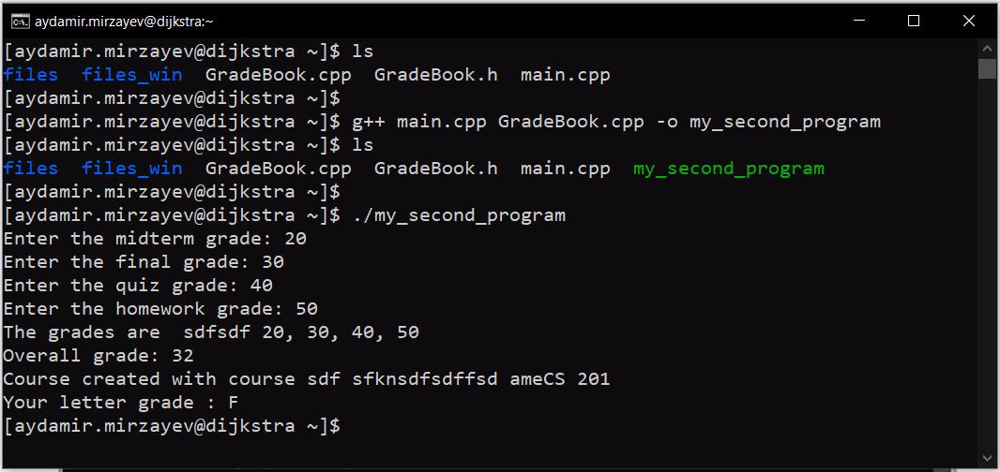 aydamir.mirzayev@dijkstra:~
[aydamir.mirzayev@dijkstra ~]$ ls
files  files_win  GradeBook.cpp  GradeBook.h  main.cpp
[aydamir.mirzayev@dijkstra ~]$
[aydamir.mirzayev@dijkstra ~]$ g++ main.cpp GradeBook.cpp -o my_second_program
[aydamir.mirzayev@dijkstra ~]$ ls
files  files_win  GradeBook.cpp  GradeBook.h  main.cpp  my_second_program
[aydamir.mirzayev@dijkstra ~]$
[aydamir.mirzayev@dijkstra ~]$ ./my_second_program
Enter the midterm grade: 20
Enter the final grade: 30
Enter the quiz grade: 40
Enter the homework grade: 50
The grades are  sdfsdf 20, 30, 40, 50
Overall grade: 32
Course created with course sdf sfknsdfsdffsd ameCS 201
Your letter grade : F
[aydamir.mirzayev@dijkstra ~]$